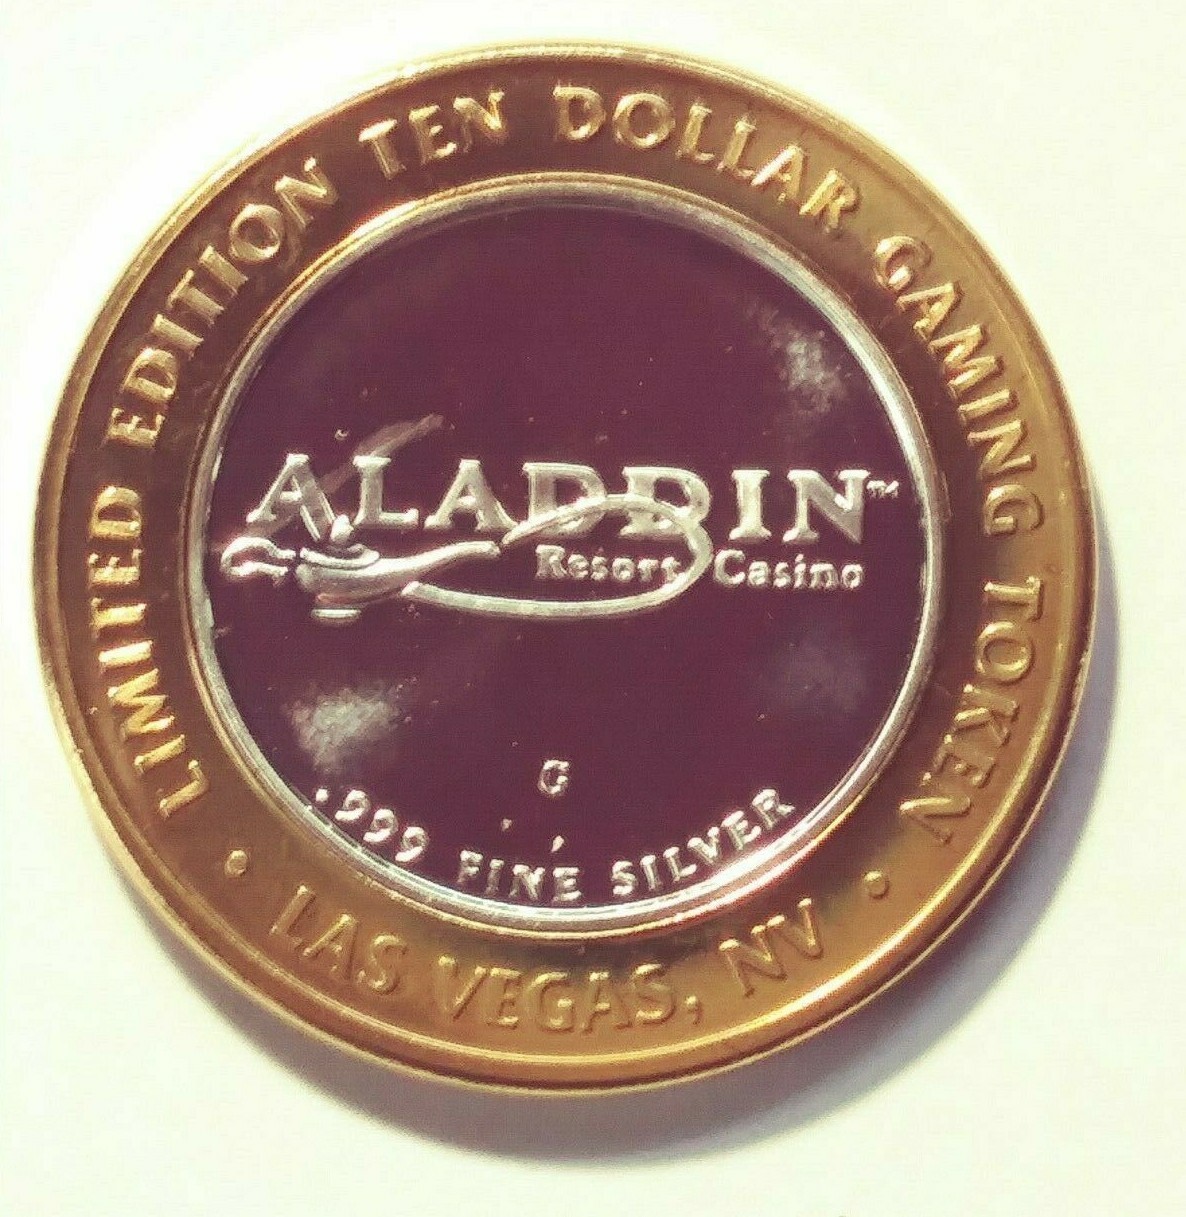 LIMITED EDITION TEN DOLLAR GAMING TOKEN
ALADDIN™
Resort Casino
G
.999 FINE SILVER
• LAS VEGAS, NV •